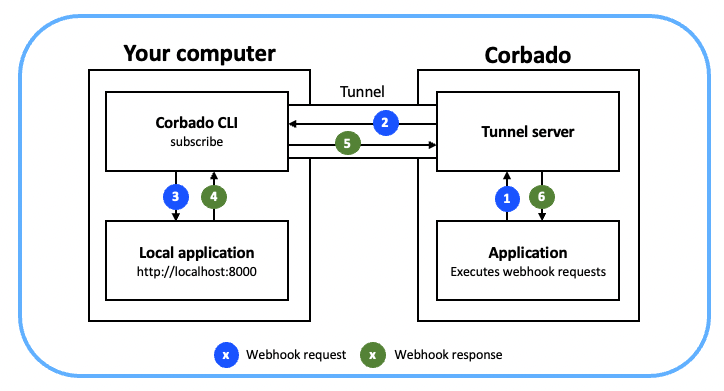 Your computer
Corbado
Tunnel
Corbado CLI
subscribe
2
5
Tunnel server
3
4
1
6
Local application
http://localhost:8000
Application
Executes webhook requests
x Webhook request
x Webhook response